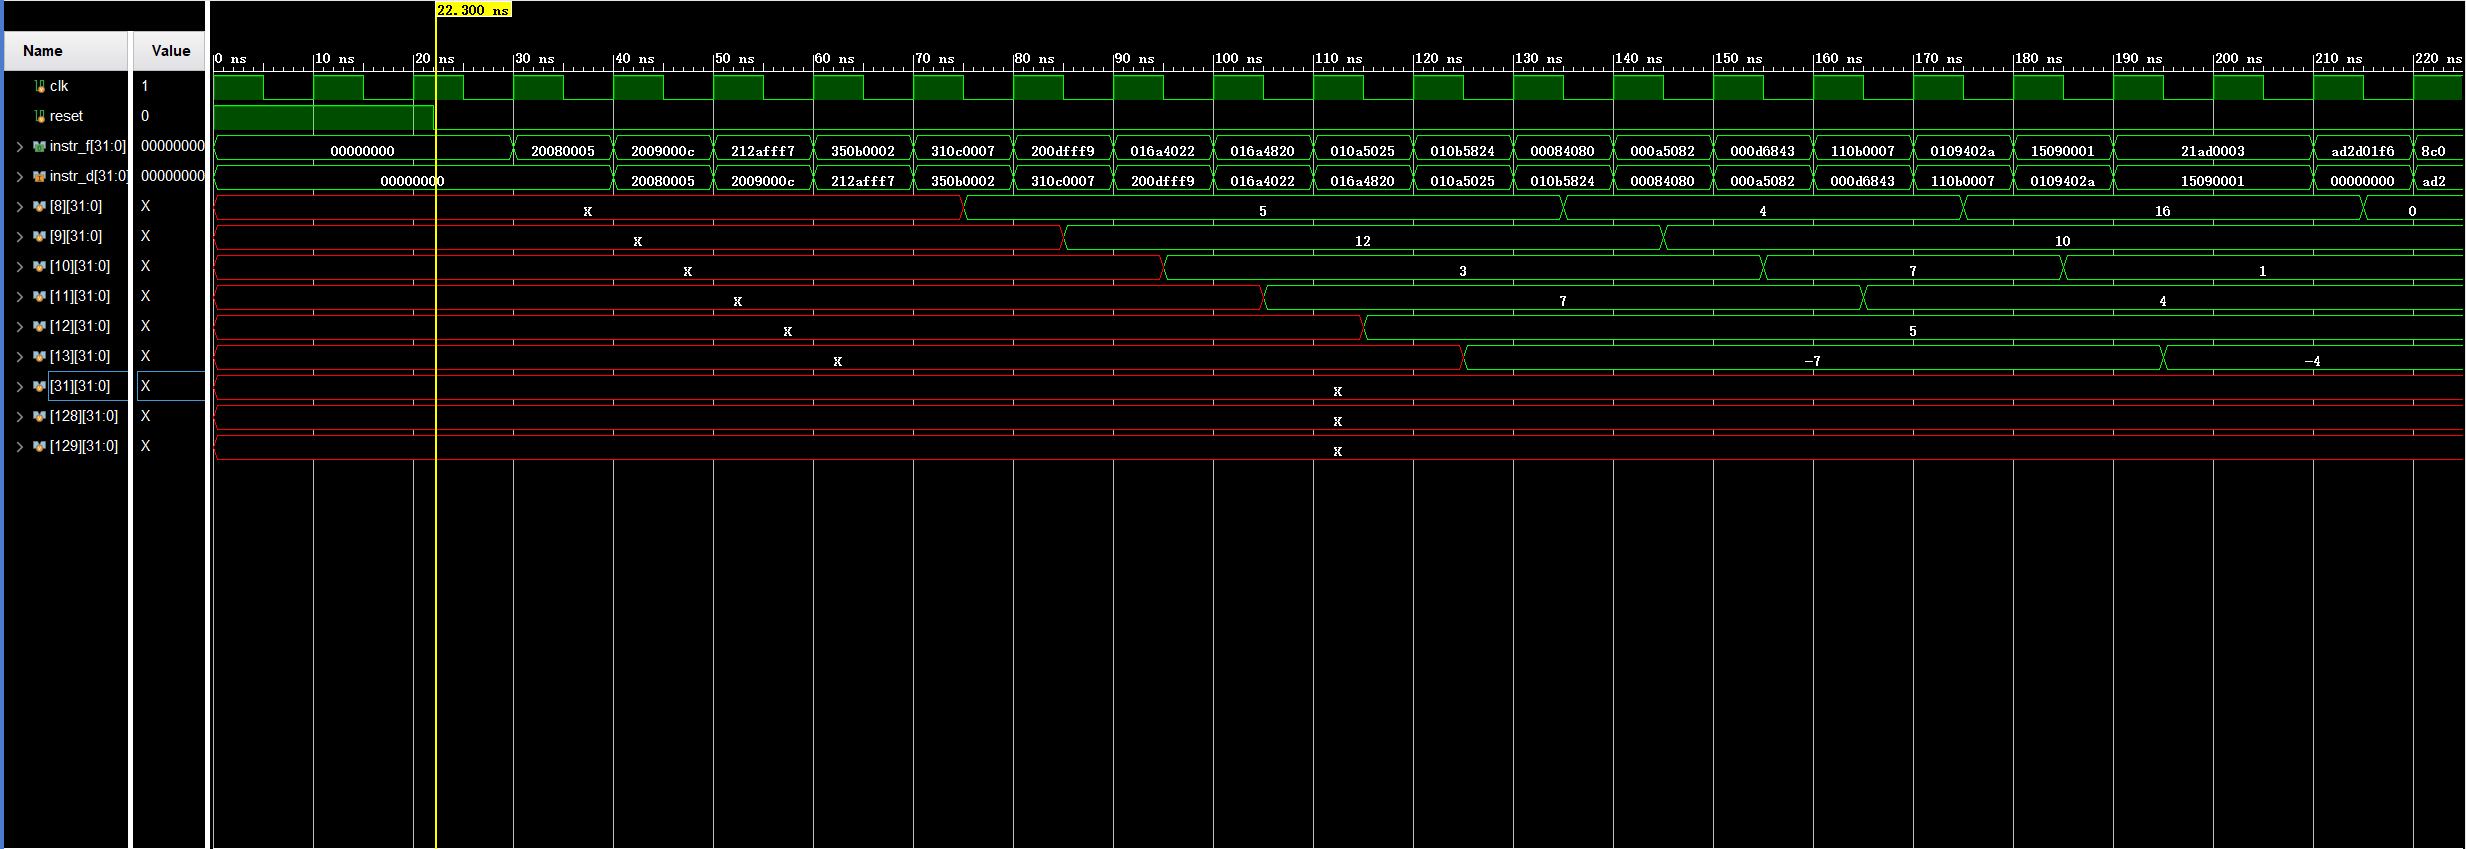 22.300 ns
Name Value
0 ns 10 ns 20 ns 30 ns 40 ns 50 ns 60 ns 70 ns 80 ns 90 ns 100 ns 110 ns 120 ns 130 ns 140 ns 150 ns 160 ns 170 ns 180 ns 190 ns 200 ns 210 ns 220 ns
clk 1
reset 0
instr_f[31:0] 00000000 00000000 20080005 2009000c 212afff7 350b0002 310c0007 200dfff9 016a4022 016a4820 010a5025 010b5824 00084080 000a5082 000d6843 110b0007 0109402a 15090001 21ad0003 ad2d01f6 8c0
instr_d[31:0] 00000000 00000000 20080005 2009000c 212afff7 350b0002 310c0007 200dfff9 016a4022 016a4820 010a5025 010b5824 00084080 000a5082 000d6843 110b0007 0109402a 15090001 00000000 ad2
[8][31:0] X X 5 4 16 0
[9][31:0] X X 12 10
[10][31:0] X X 3 7 1
[11][31:0] X X 7 4
[12][31:0] X X 5
[13][31:0] X X -7 -4
[31][31:0] X X
[128][31:0] X X
[129][31:0] X X